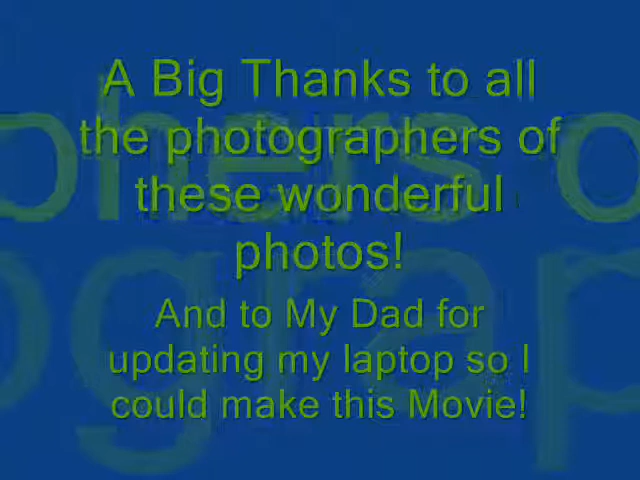 A Big Thanks to all
the photographers of
these wonderful
photos!
And to My Dad for
updating my laptop so I
could make this Movie!